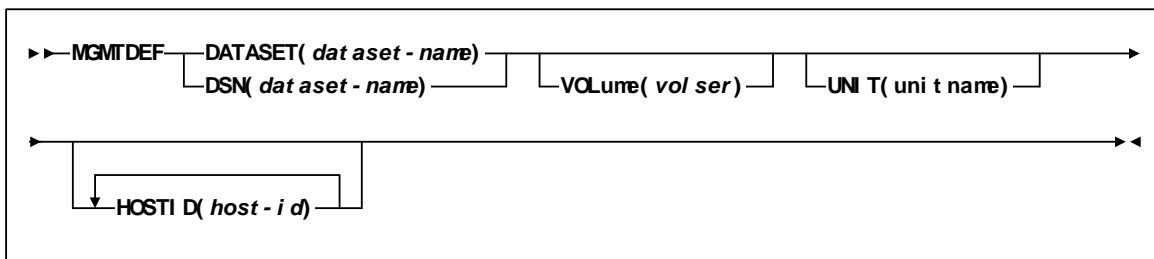 MGMTDEF DATASET( dataset-name)
DSN( dataset-name) VOLume( volser) UNIT(unitname)
HOSTID( host-id)